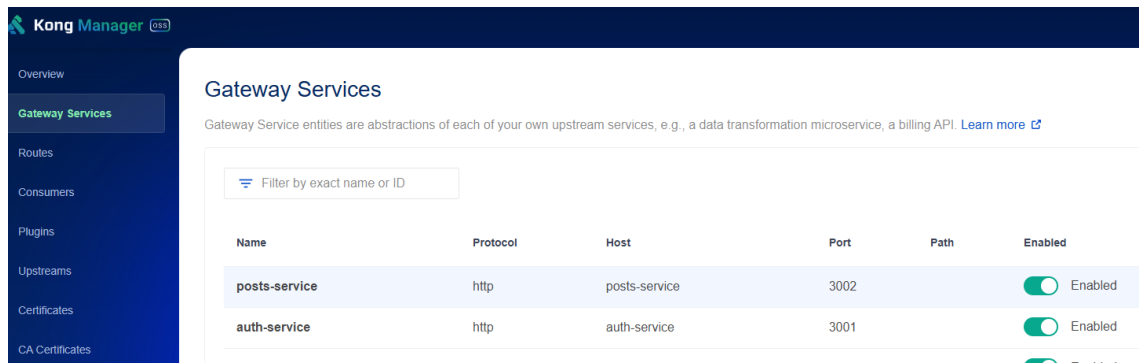 Kong Manager OSS
Overview
Gateway Services
Routes
Consumers
Plugins
Upstreams
Certificates
CA Certificates
Gateway Services
Gateway Service entities are abstractions of each of your own upstream services, e.g., a data transformation microservice, a billing API. Learn more
Filter by exact name or ID
Name Protocol Host Port Path Enabled
posts-service http posts-service 3002 Enabled
auth-service http auth-service 3001 Enabled